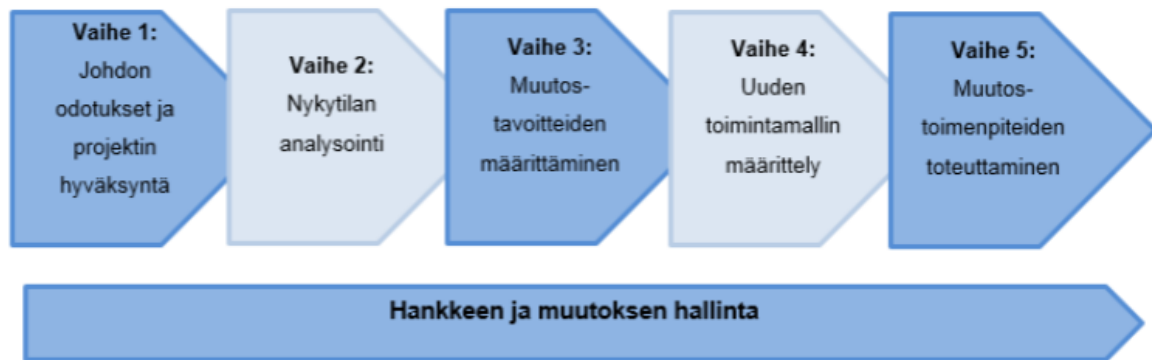 Vaihe 1:
Johdon
odotukset ja
projektin
hyväksyntä
Vaihe 2:
Nykytilan
analysointi
Vaihe 3:
Muutos-
tavoitteiden
määrittäminen
Vaihe 4:
Uuden
toimintamallin
määrittely
Vaihe 5:
Muutos-
toimenpiteiden
toteuttaminen
Hankkeen ja muutoksen hallinta